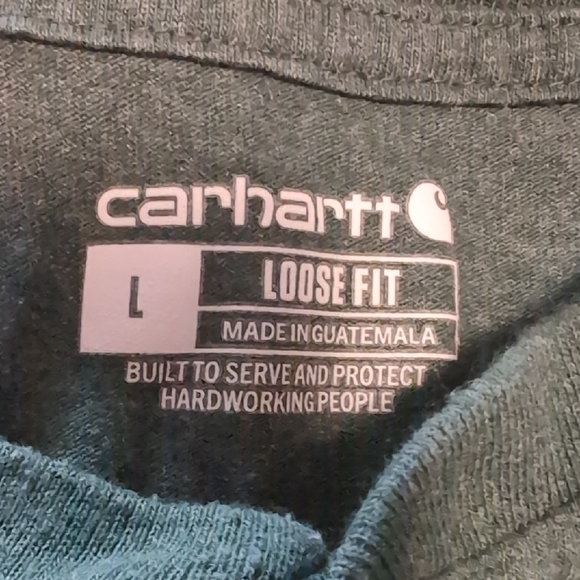 carhartt
L
LOOSE FIT
MADE IN GUATEMALA
BUILT TO SERVE AND PROTECT
HARDWORKING PEOPLE